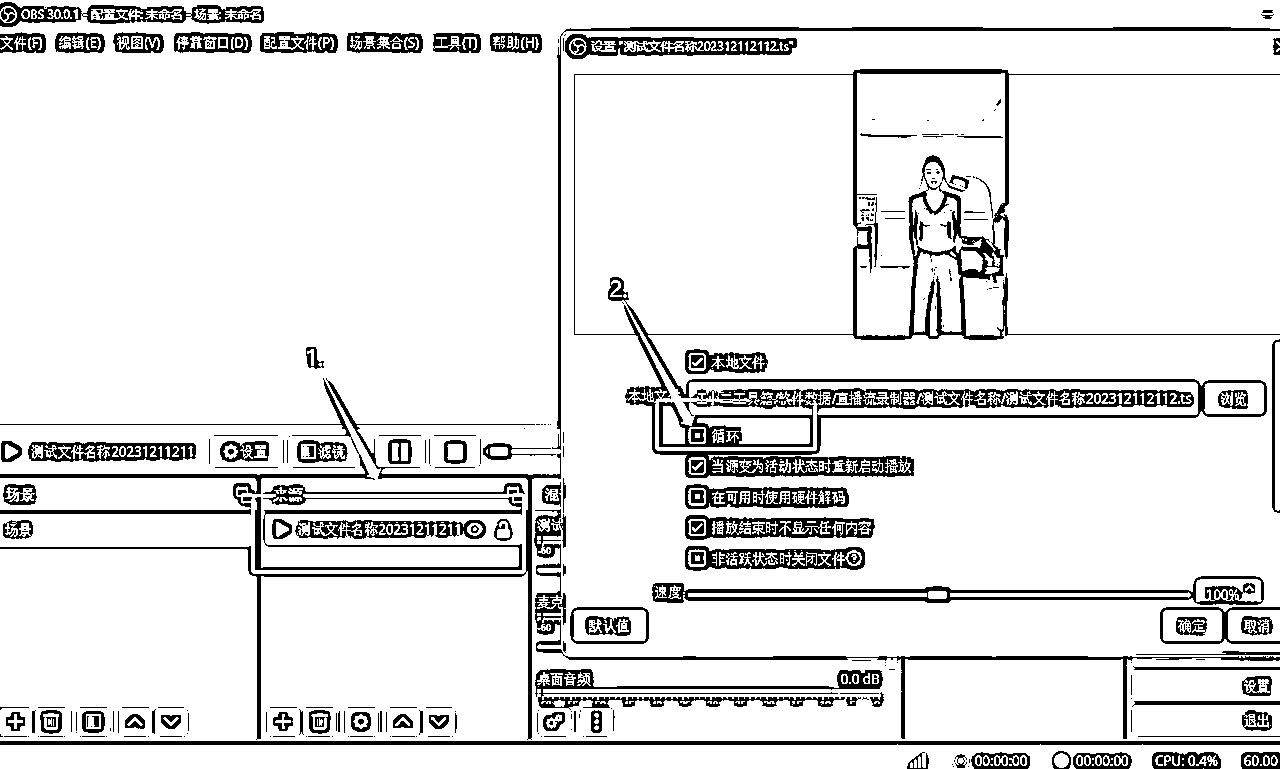 OBS 30.0.1 - 配置文件: 未命名 - 场景: 未命名
文件(F) 编辑(E) 视图(V) 停靠窗口(D) 配置文件(P) 场景集合(S) 工具(T) 帮助(H)
设置 "测试文件名称202312112112.ts"
2.
1.
本地文件
本地文 工具箱/软件数据/直播流录制器/测试文件名称/测试文件名称202312112112.ts 浏览
循环
测试文件名称20231211211 设置 滤镜
当源变为活动状态时重新启动播放
场景 来源 混
在可用时使用硬件解码
场景 测试文件名称20231211211 测试
播放结束时不显示任何内容
-60
非活跃状态时关闭文件
速度 100%
麦克
-60
默认值 确定 取消
桌面音频 0.0 dB
设置
退出
00:00:00 00:00:00 CPU: 0.4% 60.00